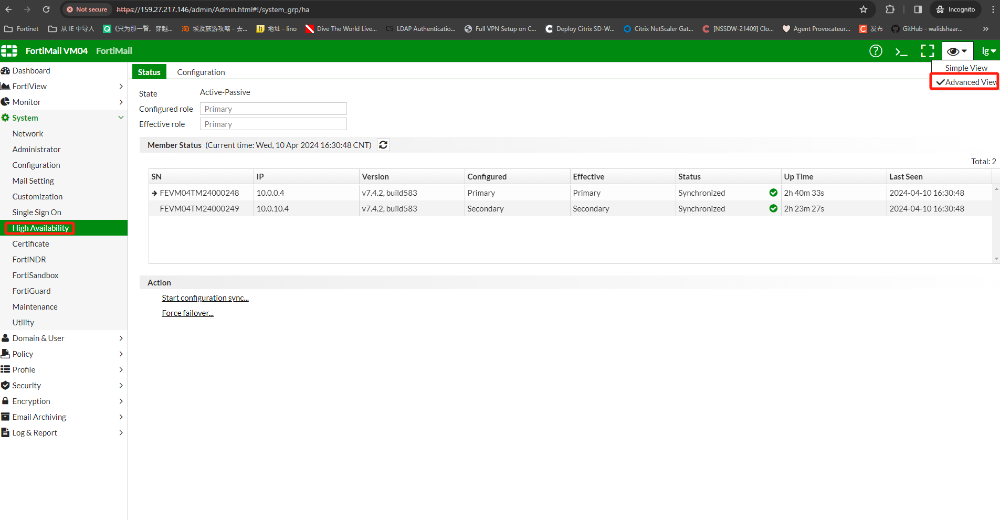 Not secure https://159.27.217.146/admin/Admin.html#!/system_grp/ha Incognito
Fortinet 从 IE 中导入 《只为那一瞥，穿越... 埃及旅游攻略 - 去... 地址 - lino Dive The World Live... LDAP Authenticatio... Full VPN Setup on C... Deploy Citrix SD-W... Citrix NetScaler Gat... [NSSDW-21409] Clo... Agent Provocateur... 发布 GitHub - walidshaar... »
FortiMail VM04 FortiMail lg
Simple View
Advanced View
Dashboard
FortiView
Monitor
System
Network
Administrator
Configuration
Mail Setting
Customization
Single Sign On
High Availability
Certificate
FortiNDR
FortiSandbox
FortiGuard
Maintenance
Utility
Domain & User
Policy
Profile
Security
Encryption
Email Archiving
Log & Report
Status Configuration
State Active-Passive
Configured role Primary
Effective role Primary
Member Status (Current time: Wed, 10 Apr 2024 16:30:48 CNT)
Total: 2
SN IP Version Configured Effective Status Up Time Last Seen
FEVM04TM24000248 10.0.0.4 v7.4.2, build583 Primary Primary Synchronized 2h 40m 33s 2024-04-10 16:30:48
FEVM04TM24000249 10.0.10.4 v7.4.2, build583 Secondary Secondary Synchronized 2h 23m 27s 2024-04-10 16:30:48
Action
Start configuration sync...
Force failover...